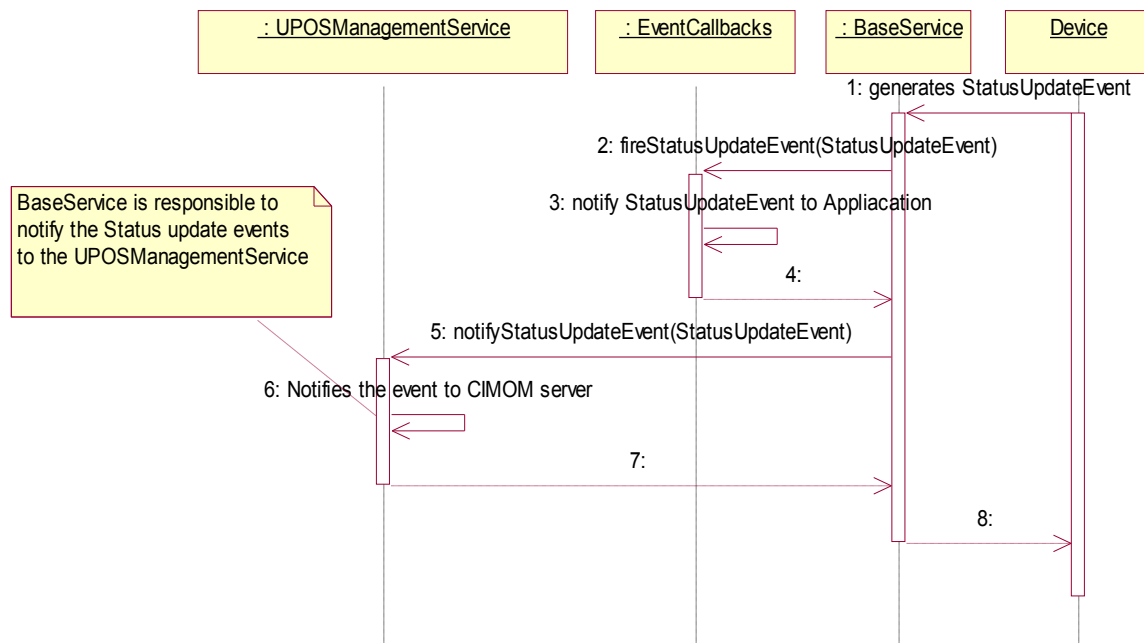 : UPOSManagementService
: EventCallbacks
: BaseService
Device
1: generates StatusUpdateEvent
2: fireStatusUpdateEvent(StatusUpdateEvent)
3: notify StatusUpdateEvent to Appliacation
BaseService is responsible to
notify the Status update events
to the UPOSManagementService
4:
5: notifyStatusUpdateEvent(StatusUpdateEvent)
6: Notifies the event to CIMOM server
7:
8: